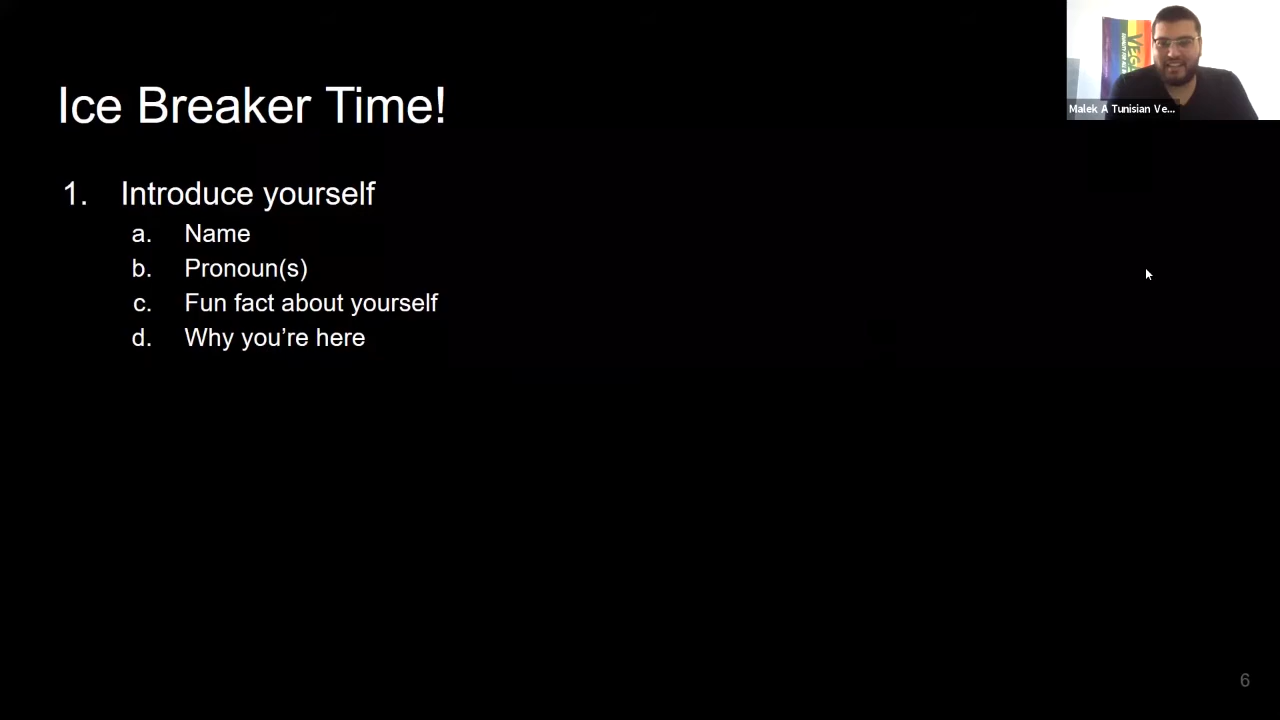 Ice Breaker Time!
1. Introduce yourself
a. Name
b. Pronoun(s)
c. Fun fact about yourself
d. Why you’re here
Malek A Tunisian Ve...
6